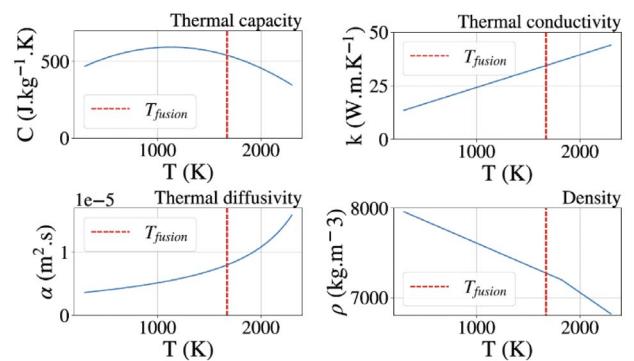 Thermal capacity
C (J.kg⁻¹.K)
500
0
T_fusion
1000
2000
T (K)
Thermal conductivity
k (W.m.K⁻¹)
50
25
0
T_fusion
1000
2000
T (K)
1e−5
Thermal diffusivity
α (m².s)
1
0
T_fusion
1000
2000
T (K)
Density
ρ (kg.m−3)
8000
7000
T_fusion
1000
2000
T (K)